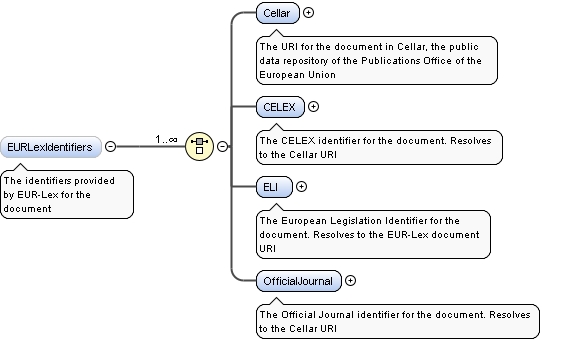 Cellar
The URI for the document in Cellar, the public
data repository of the Publications Office of the
European Union
CELEX
The CELEX identifier for the document. Resolves
to the Cellar URI
EURLexIdentifiers
1..∞
The identifiers provided
by EUR-Lex for the
document
ELI
The European Legislation Identifier for the
document. Resolves to the EUR-Lex document
URI
OfficialJournal
The Official Journal identifier for the document. Resolves
to the Cellar URI